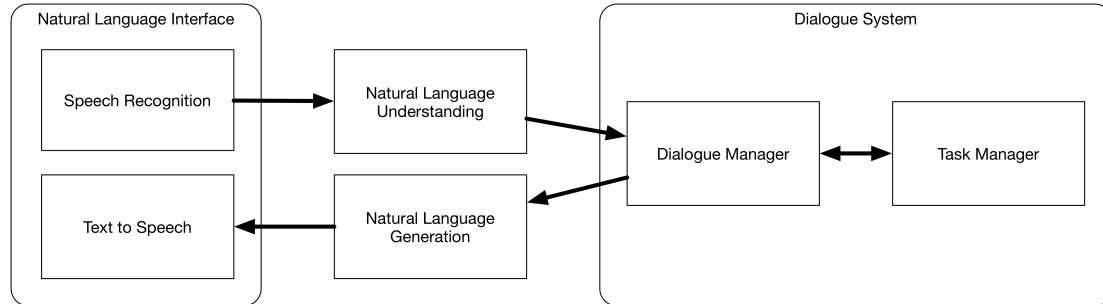 Natural Language Interface
Dialogue System
Speech Recognition
Natural Language
Understanding
Dialogue Manager
Task Manager
Text to Speech
Natural Language
Generation